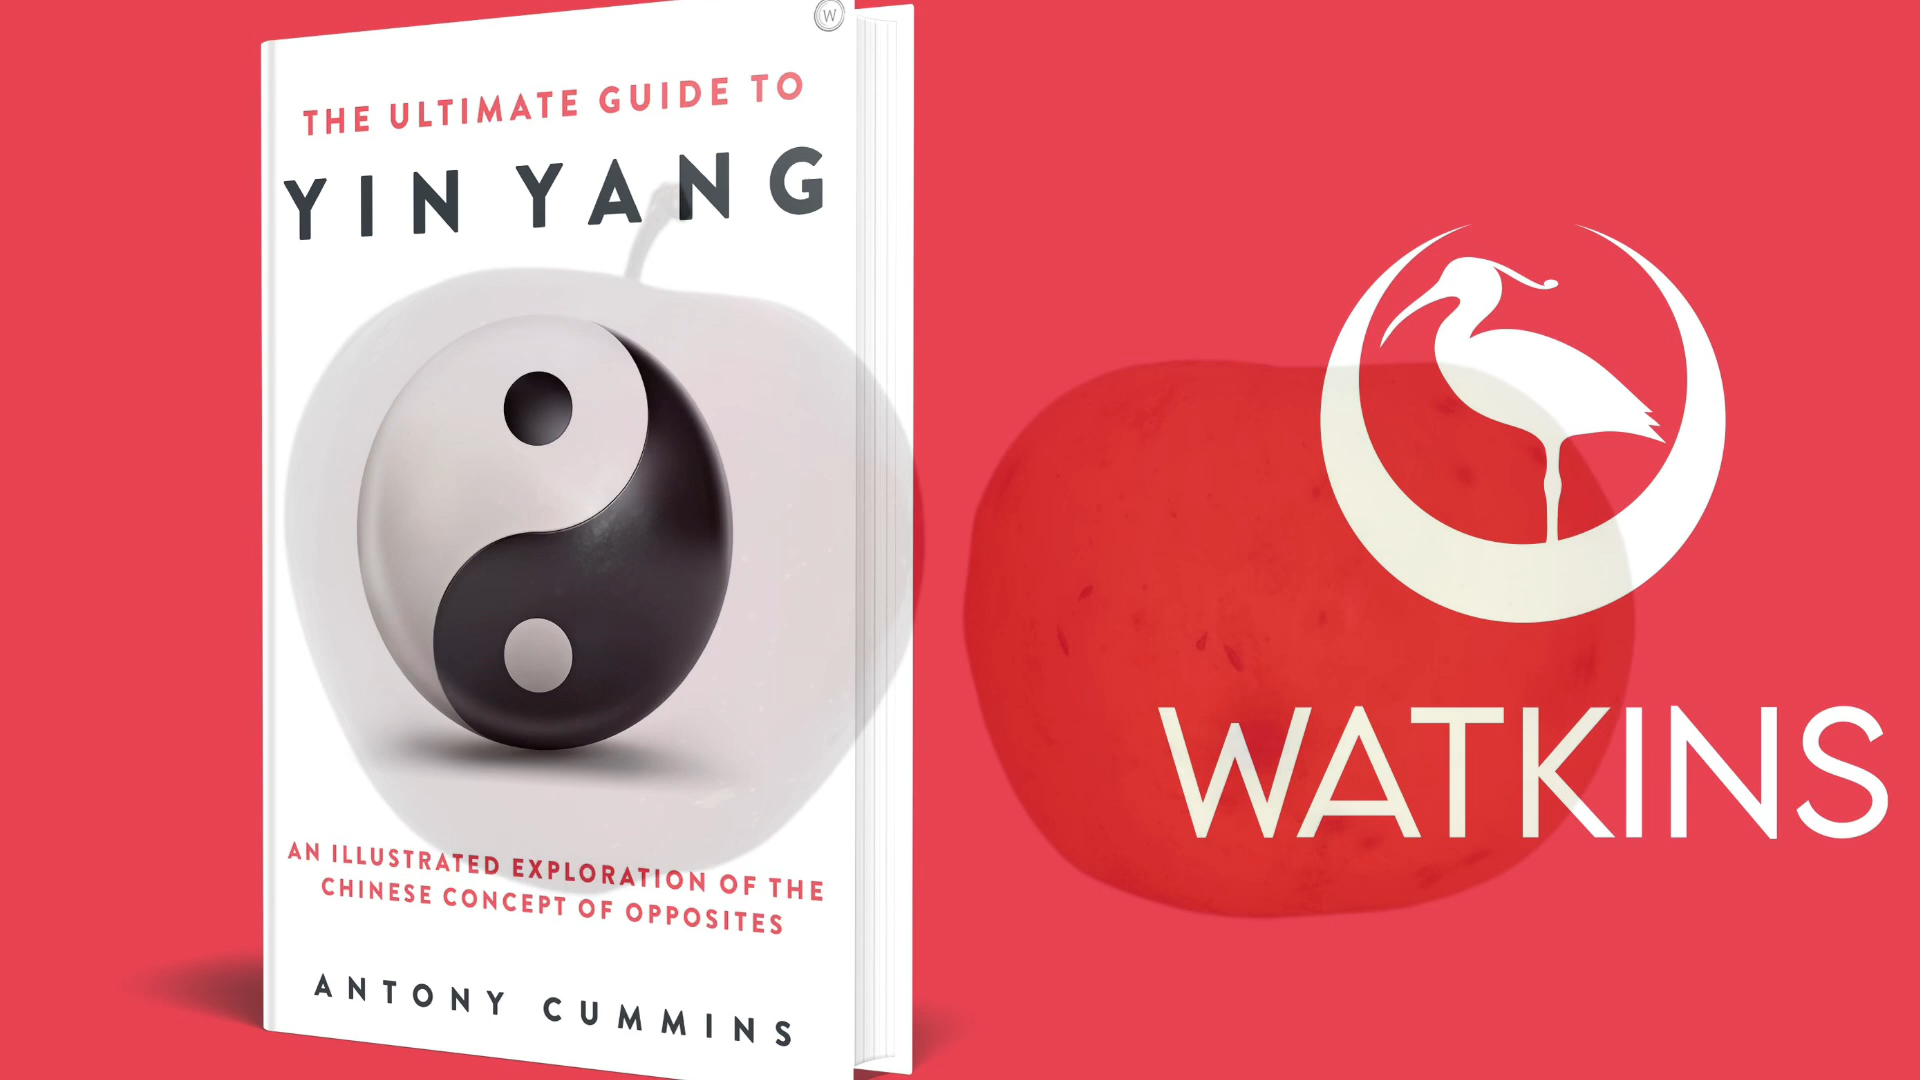 W
THE ULTIMATE GUIDE TO
YIN YANG
AN ILLUSTRATED EXPLORATION OF THE
CHINESE CONCEPT OF OPPOSITES
ANTONY CUMMINS
WATKINS